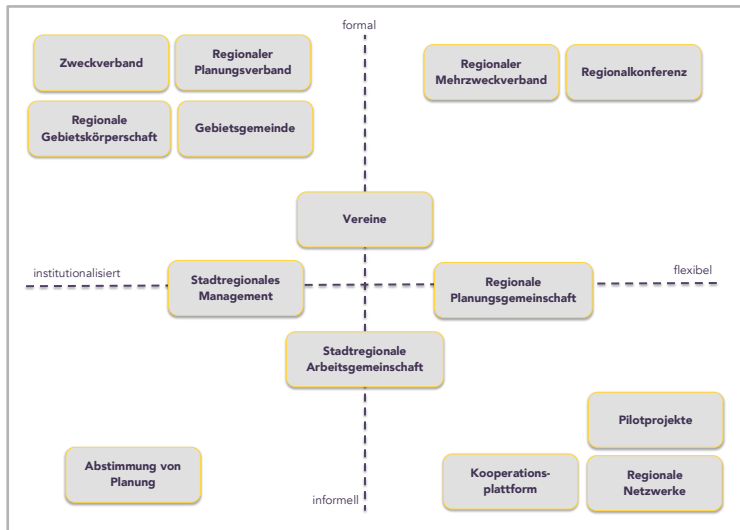 formal
Zweckverband
Regionaler
Planungsverband
Regionaler
Mehrzweckverband
Regionalkonferenz
Regionale
Gebietskörperschaft
Gebietsgemeinde
Vereine
institutionalisiert
flexibel
Stadtregionales
Management
Regionale
Planungsgemeinschaft
Stadtregionale
Arbeitsgemeinschaft
Pilotprojekte
Abstimmung von
Planung
Kooperations-
plattform
Regionale
Netzwerke
informell